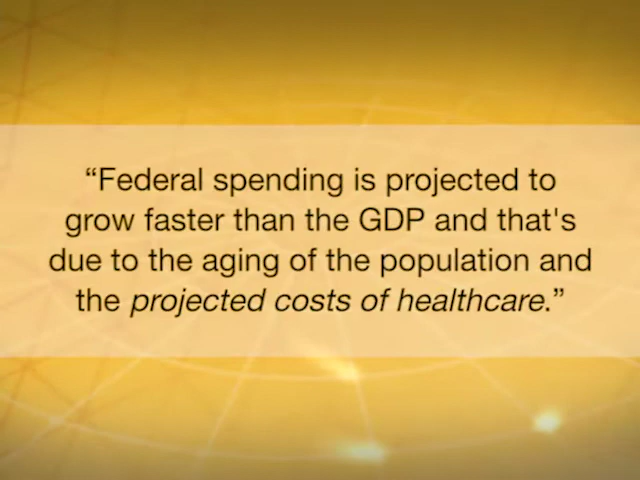 “Federal spending is projected to
grow faster than the GDP and that's
due to the aging of the population and
the projected costs of healthcare.”